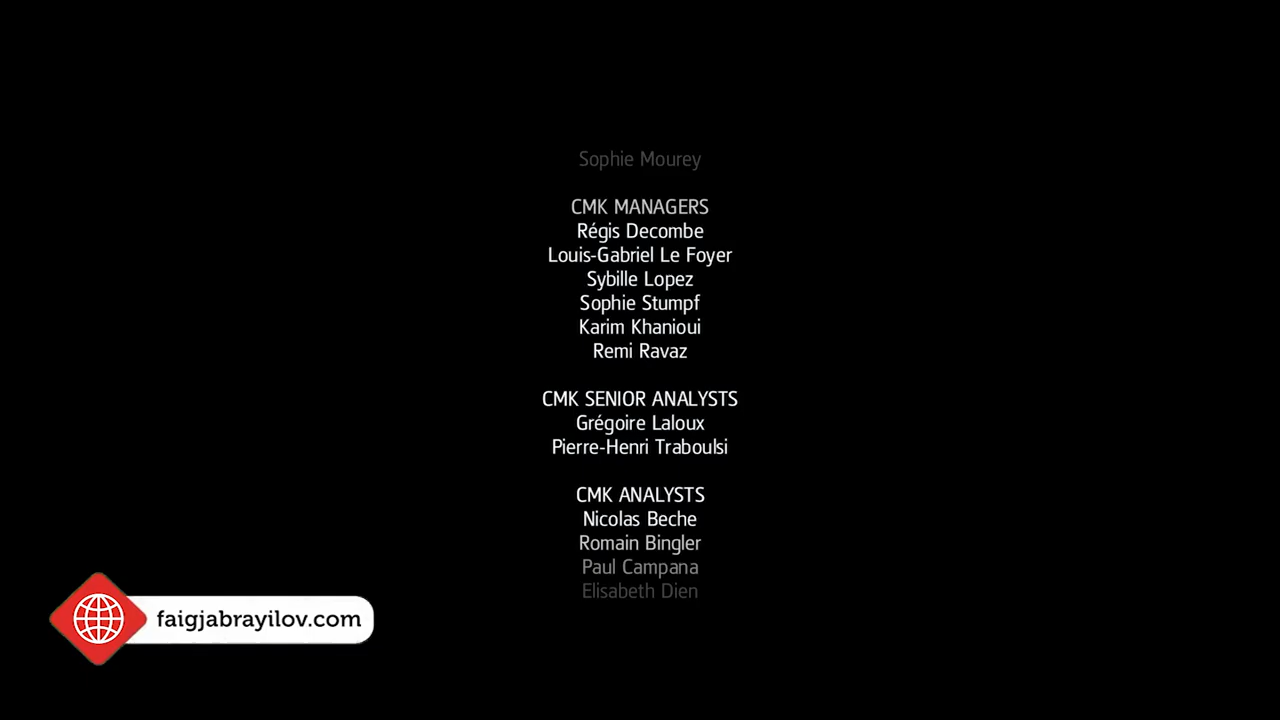 Sophie Mourey
CMK MANAGERS
Régis Decombe
Louis-Gabriel Le Foyer
Sybille Lopez
Sophie Stumpf
Karim Khanioui
Remi Ravaz
CMK SENIOR ANALYSTS
Grégoire Laloux
Pierre-Henri Traboulsi
CMK ANALYSTS
Nicolas Beche
Romain Bingler
Paul Campana
Elisabeth Dien
faigjabrayilov.com